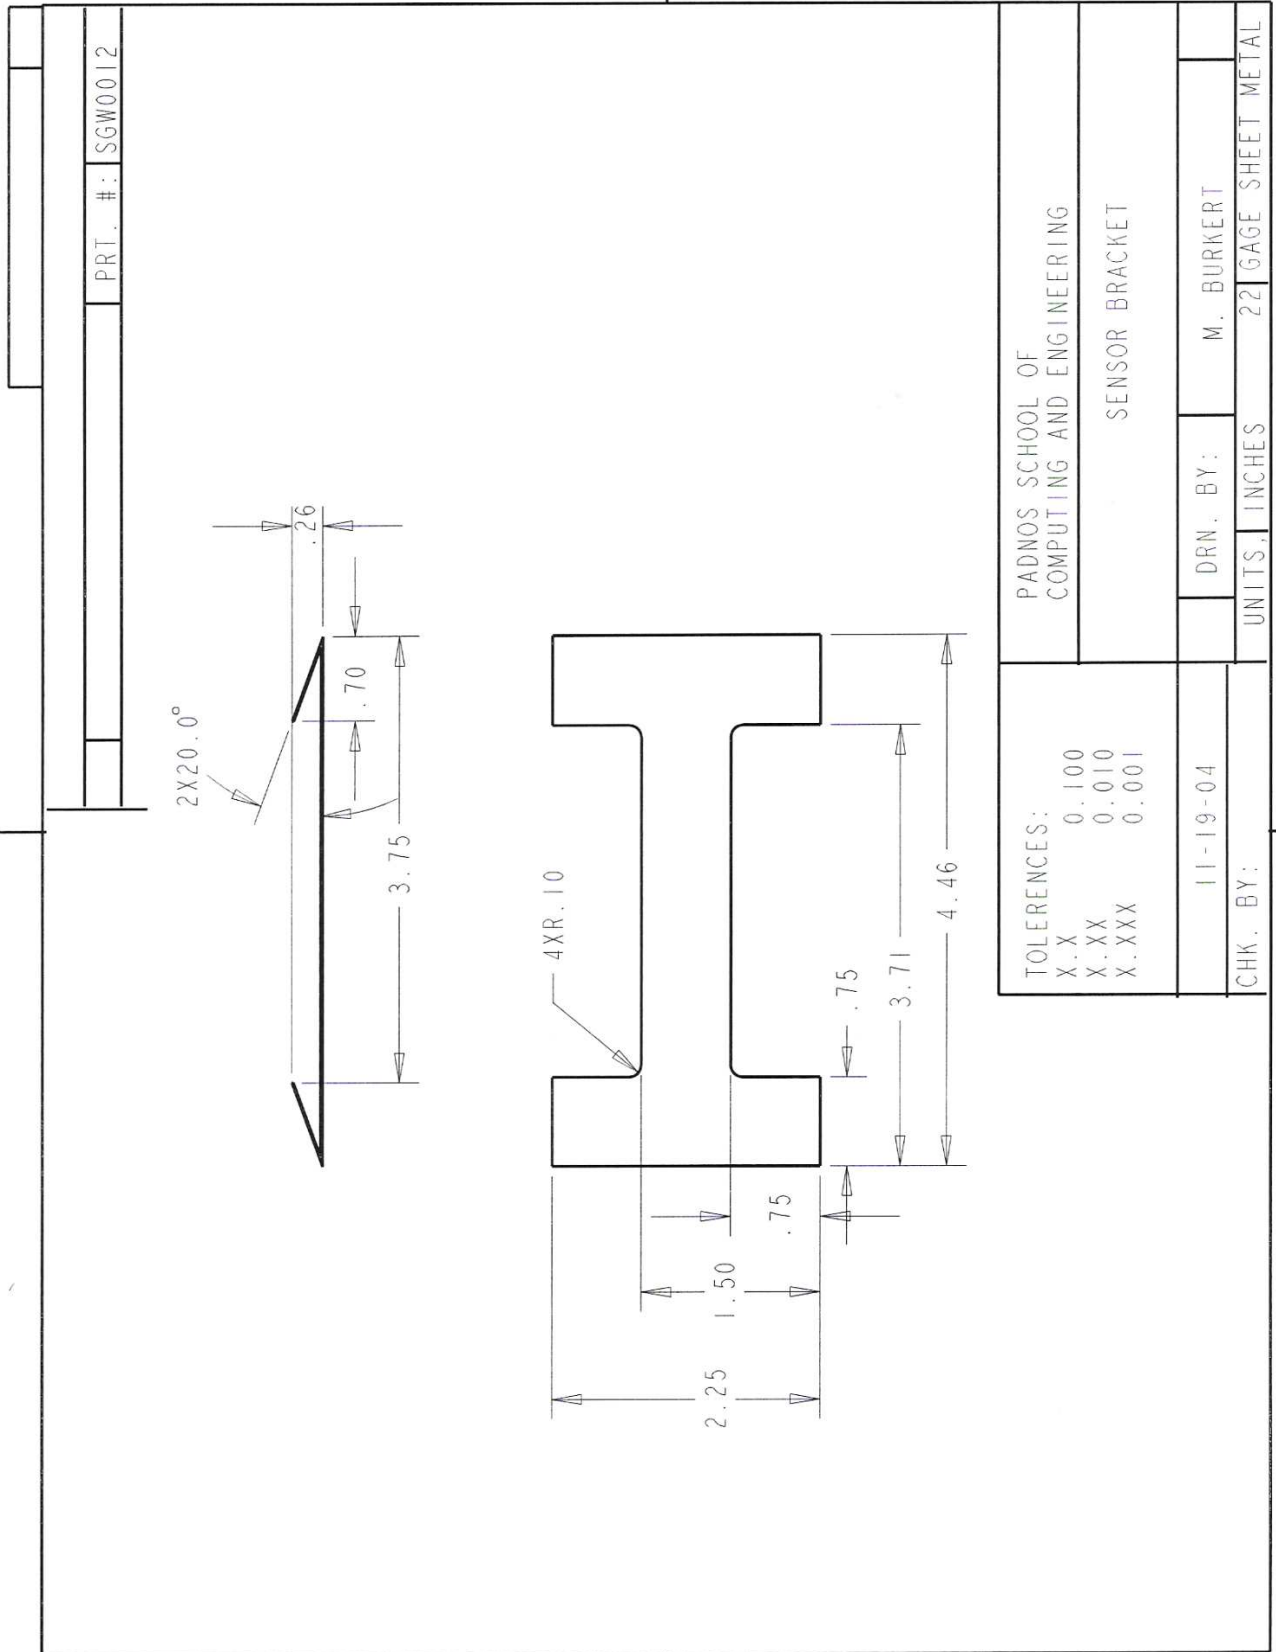 PRT. #: SGW0012
2X20.0°
.26
.70
3.75
4XR.10
2.25
1.50
.75
.75
3.71
4.46
TOLERENCES:
X.X 0.100
X.XX 0.010
X.XXX 0.001
PADNOS SCHOOL OF
COMPUTING AND ENGINEERING
SENSOR BRACKET
11-19-04
DRN. BY: M. BURKERT
CHK. BY:
UNITS, INCHES 22 GAGE SHEET METAL